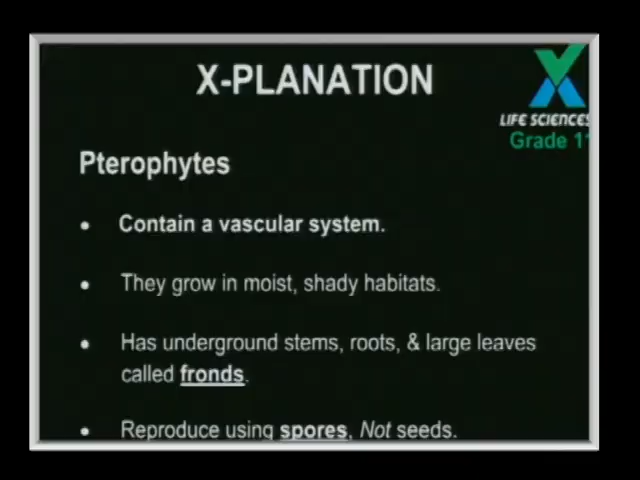 X-PLANATION
LIFE SCIENCES
Grade 11
Pterophytes
• Contain a vascular system.
• They grow in moist, shady habitats.
• Has underground stems, roots, & large leaves
called fronds.
• Reproduce using spores, Not seeds.